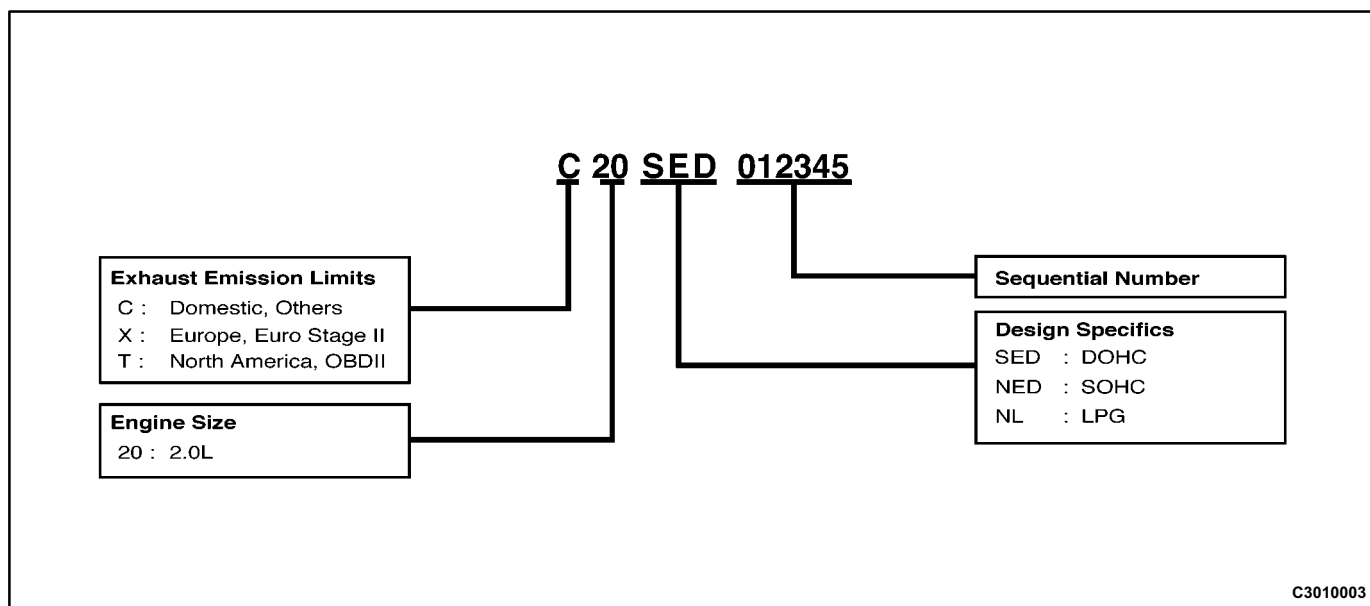 C 20 SED 012345
Exhaust Emission Limits
C : Domestic, Others
X : Europe, Euro Stage II
T : North America, OBDII
Engine Size
20 : 2.0L
Sequential Number
Design Specifics
SED : DOHC
NED : SOHC
NL : LPG
C3010003